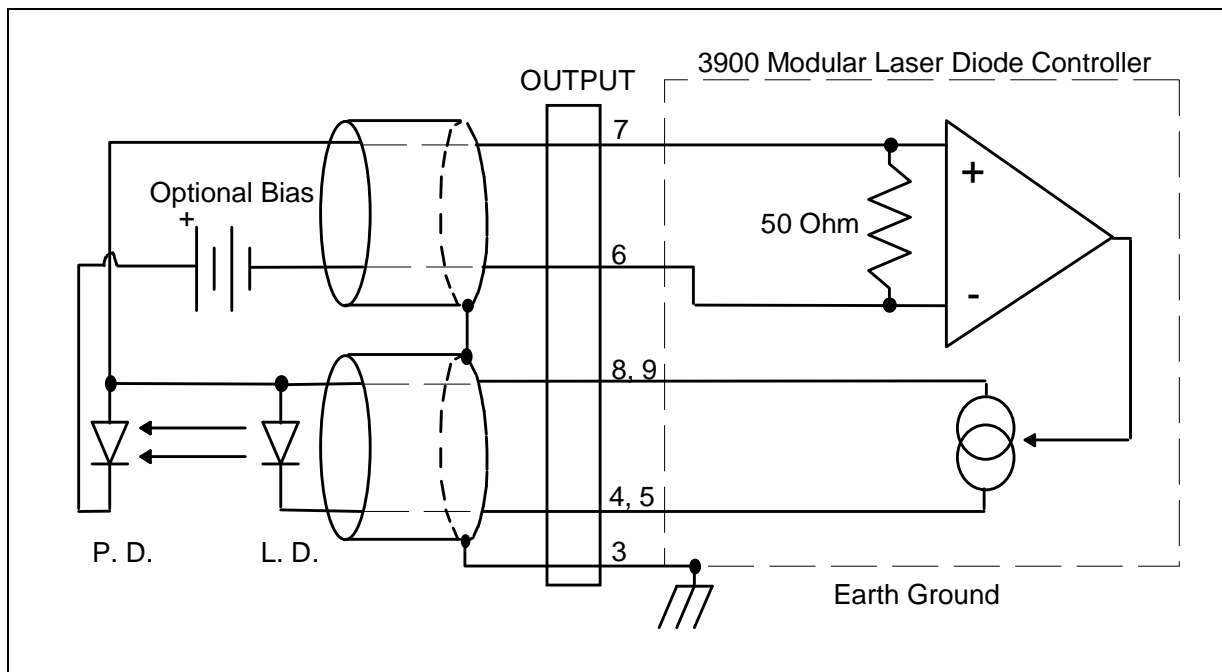 3900 Modular Laser Diode Controller
OUTPUT
7
Optional Bias
+
+
50 Ohm
6
-
8, 9
4, 5
P. D.
L. D.
3
Earth Ground